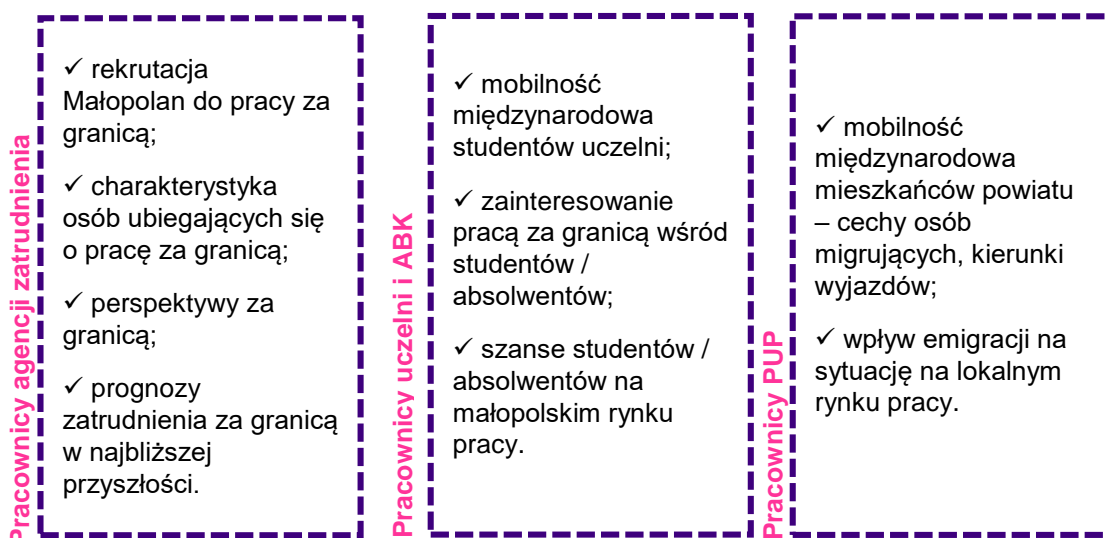 Pracownicy agencji zatrudnienia
✓ rekrutacja
Małopolan do pracy za
granicą;
✓ charakterystyka
osób ubiegających się
o pracę za granicą;
✓ perspektywy za
granicą;
✓ prognozy
zatrudnienia za granicą
w najbliższej
przyszłości.
Pracownicy uczelni i ABK
✓ mobilność
międzynarodowa
studentów uczelni;
✓ zainteresowanie
pracą za granicą wśród
studentów /
absolwentów;
✓ szanse studentów /
absolwentów na
małopolskim rynku
pracy.
Pracownicy PUP
✓ mobilność
międzynarodowa
mieszkańców powiatu
– cechy osób
migrujących, kierunki
wyjazdów;
✓ wpływ emigracji na
sytuację na lokalnym
rynku pracy.